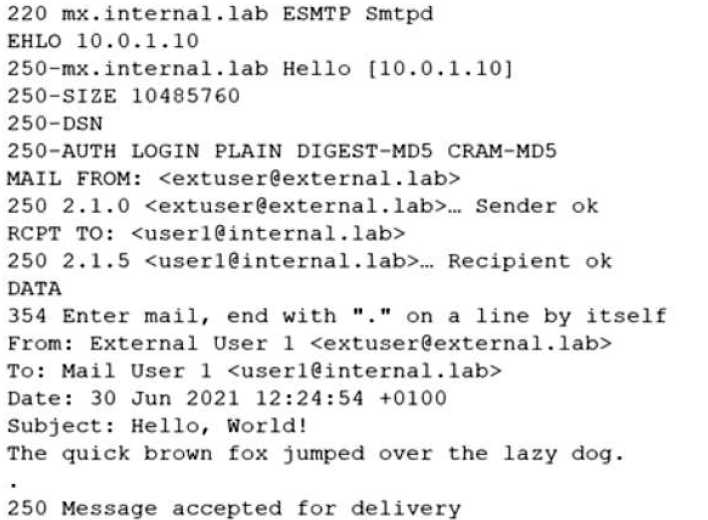 220 mx.internal.lab ESMTP Smtpd
EHLO 10.0.1.10
250-mx.internal.lab Hello [10.0.1.10]
250-SIZE 10485760
250-DSN
250-AUTH LOGIN PLAIN DIGEST-MD5 CRAM-MD5
MAIL FROM: <extuser@external.lab>
250 2.1.0 <extuser@external.lab>… Sender ok
RCPT TO: <user1@internal.lab>
250 2.1.5 <user1@internal.lab>… Recipient ok
DATA
354 Enter mail, end with "." on a line by itself
From: External User 1 <extuser@external.lab>
To: Mail User 1 <user1@internal.lab>
Date: 30 Jun 2021 12:24:54 +0100
Subject: Hello, World!
The quick brown fox jumped over the lazy dog.
.
250 Message accepted for delivery